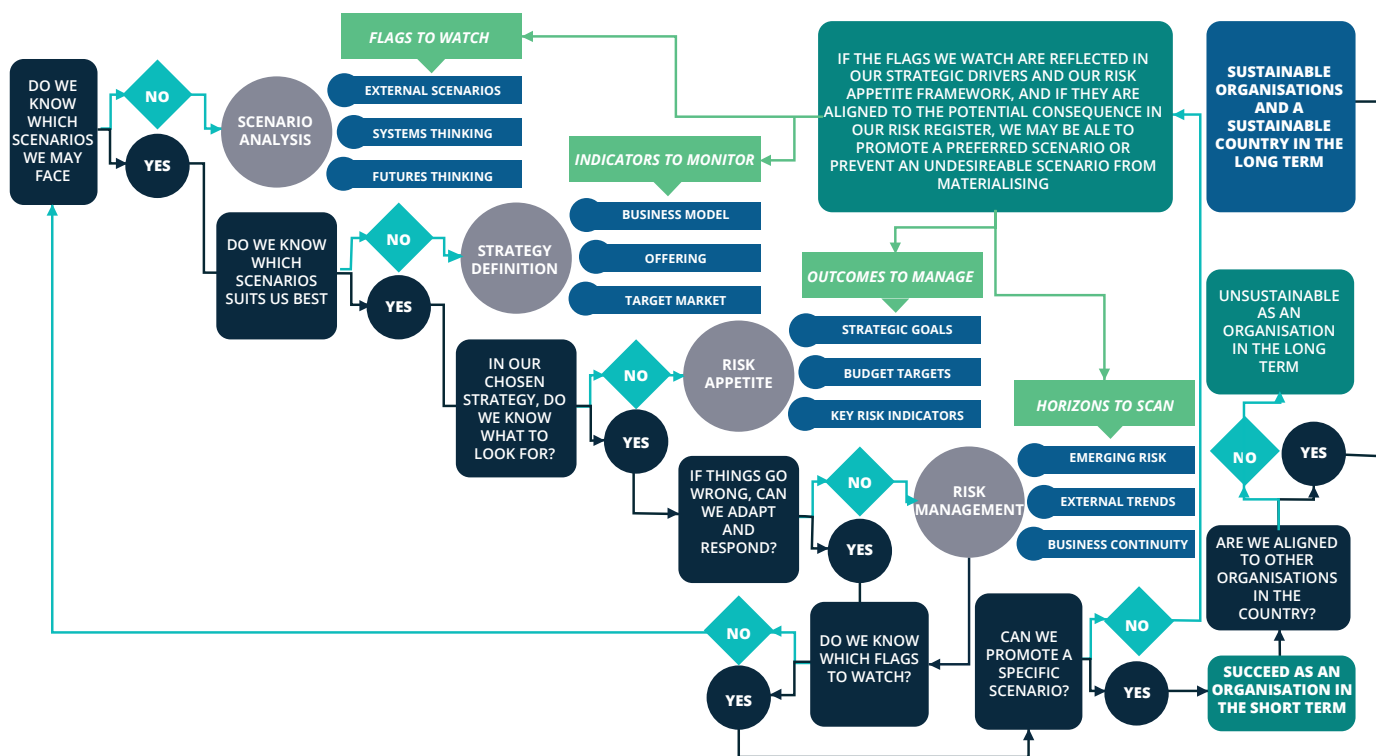 DO WE
KNOW
WHICH
SCENARIOS
WE MAY
FACE
NO
YES
SCENARIO
ANALYSIS
FLAGS TO WATCH
EXTERNAL SCENARIOS
SYSTEMS THINKING
FUTURES THINKING
DO WE KNOW
WHICH
SCENARIOS
SUITS US BEST
NO
YES
STRATEGY
DEFINITION
INDICATORS TO MONITOR
BUSINESS MODEL
OFFERING
TARGET MARKET
IN OUR
CHOSEN
STRATEGY, DO
WE KNOW
WHAT TO
LOOK FOR?
NO
YES
RISK
APPETITE
OUTCOMES TO MANAGE
STRATEGIC GOALS
BUDGET TARGETS
KEY RISK INDICATORS
IF THINGS GO
WRONG, CAN
WE ADAPT
AND
RESPOND?
NO
YES
RISK
MANAGEMENT
HORIZONS TO SCAN
EMERGING RISK
EXTERNAL TRENDS
BUSINESS CONTINUITY
DO WE KNOW
WHICH FLAGS
TO WATCH?
NO
YES
CAN WE
PROMOTE A
SPECIFIC
SCENARIO?
NO
YES
IF THE FLAGS WE WATCH ARE REFLECTED IN
OUR STRATEGIC DRIVERS AND OUR RISK
APPETITE FRAMEWORK, AND IF THEY ARE
ALIGNED TO THE POTENTIAL CONSEQUENCE IN
OUR RISK REGISTER, WE MAY BE ALE TO
PROMOTE A PREFERRED SCENARIO OR
PREVENT AN UNDESIREABLE SCENARIO FROM
MATERIALISING
SUCCEED AS AN
ORGANISATION IN
THE SHORT TERM
ARE WE ALIGNED
TO OTHER
ORGANISATIONS
IN THE
COUNTRY?
NO
YES
UNSUSTAINABLE
AS AN
ORGANISATION
IN THE LONG
TERM
SUSTAINABLE
ORGANISATIONS
AND A
SUSTAINABLE
COUNTRY IN THE
LONG TERM